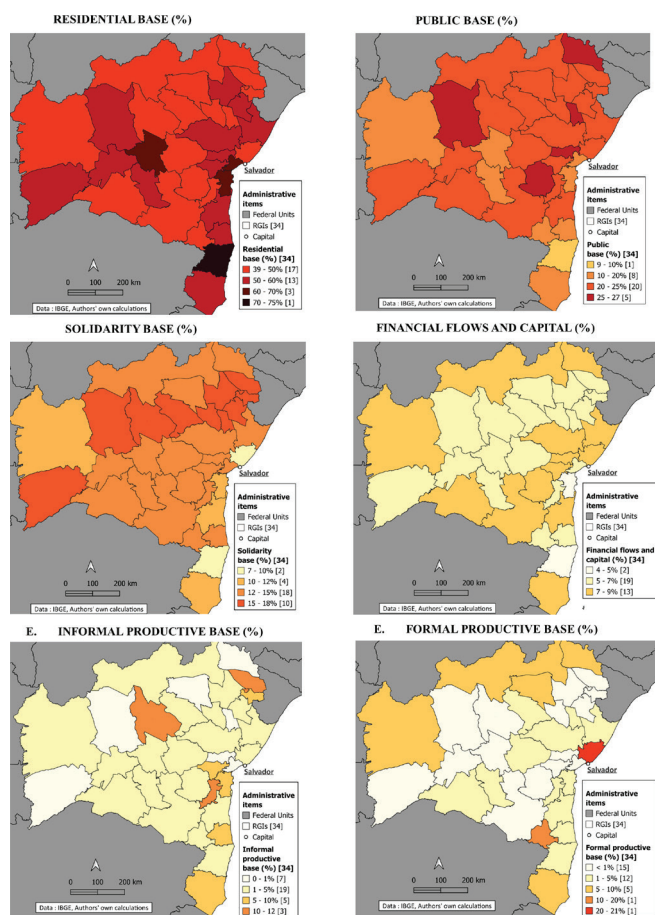 RESIDENTIAL BASE (%)
Salvador
Administrative
items
Federal Units
RGIs [34]
Capital
Residential
base (%) [34]
39 - 50% [17]
50 - 60% [13]
60 - 70% [3]
70 - 75% [1]
0 100 200 km
Data : IBGE, Authors' own calculations
PUBLIC BASE (%)
Salvador
Administrative
items
Federal Units
RGIs [34]
Capital
Public
base (%) [34]
9 - 10% [1]
10 - 20% [8]
20 - 25% [20]
25 - 27 [5]
0 100 200 km
Data : IBGE, Authors' own calculations
SOLIDARITY BASE (%)
Salvador
Administrative
items
Federal Units
RGIs [34]
Capital
Solidarity
base (%) [34]
7 - 10% [2]
10 - 12% [4]
12 - 15% [18]
15 - 18% [10]
0 100 200 km
Data : IBGE, Authors' own calculations
FINANCIAL FLOWS AND CAPITAL (%)
Salvador
Administrative
items
Federal Units
RGIs [34]
Capital
Financial flows and
capital (%) [34]
4 - 5% [2]
5 - 7% [19]
7 - 9% [13]
0 100 200 km
Data : IBGE, Authors' own calculations
E. INFORMAL PRODUCTIVE BASE (%)
Salvador
Administrative
items
Federal Units
RGIs [34]
Capital
Informal
productive
base (%) [34]
0 - 1% [7]
1 - 5% [19]
5 - 10% [5]
10 - 12 [3]
0 100 200 km
Data : IBGE, Authors' own calculations
E. FORMAL PRODUCTIVE BASE (%)
Salvador
Administrative
items
Federal Units
RGIs [34]
Capital
Formal productive
base (%) [34]
< 1% [15]
1 - 5% [12]
5 - 10% [5]
10 - 20% [1]
20 - 21% [1]
0 100 200 km
Data : IBGE, Authors' own calculations